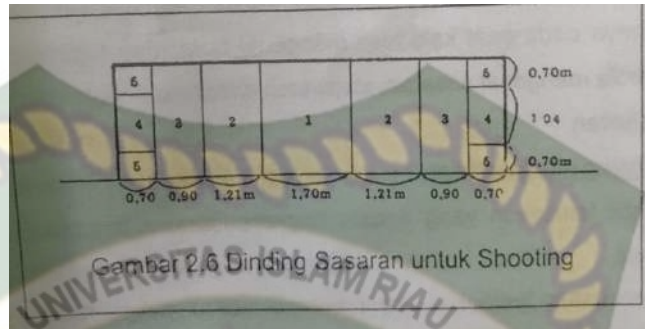 5 5 0,70m
4 3 2 1 2 3 4 1 04
5 5 0,70m
0,70 0,90 1,21m 1,70m 1,21m 0,90 0,70
Gambar 2.6 Dinding Sasaran untuk Shooting
UNIVERSITAS ISLAM RIAU